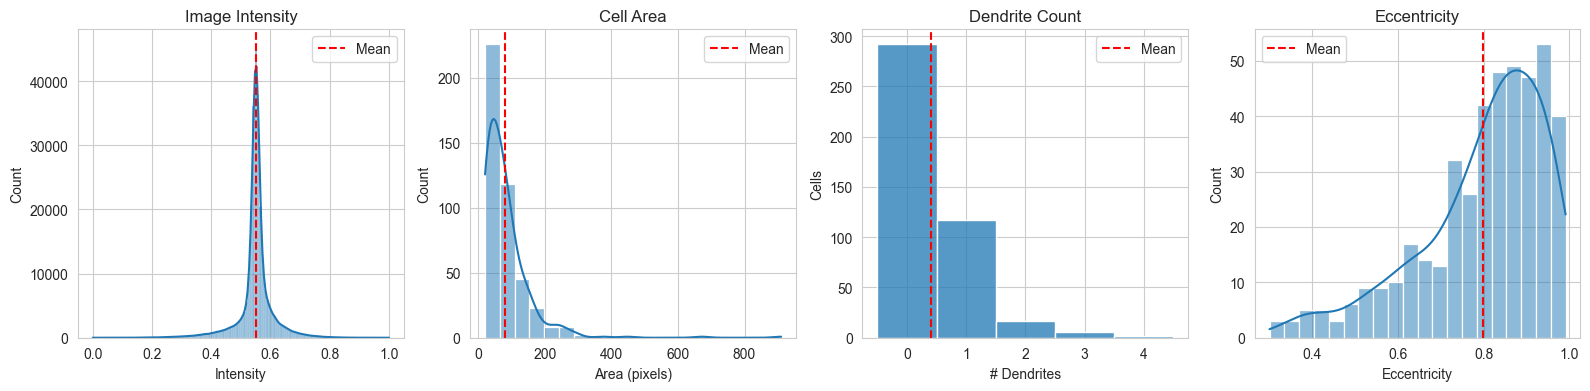 Image Intensity
Mean
Count
40000
30000
20000
10000
0
0.0 0.2 0.4 0.6 0.8 1.0
Intensity
Cell Area
Mean
Count
200
150
100
50
0
0 200 400 600 800
Area (pixels)
Dendrite Count
Mean
Cells
300
250
200
150
100
50
0
0 1 2 3 4
# Dendrites
Eccentricity
Mean
Count
50
40
30
20
10
0
0.4 0.6 0.8 1.0
Eccentricity